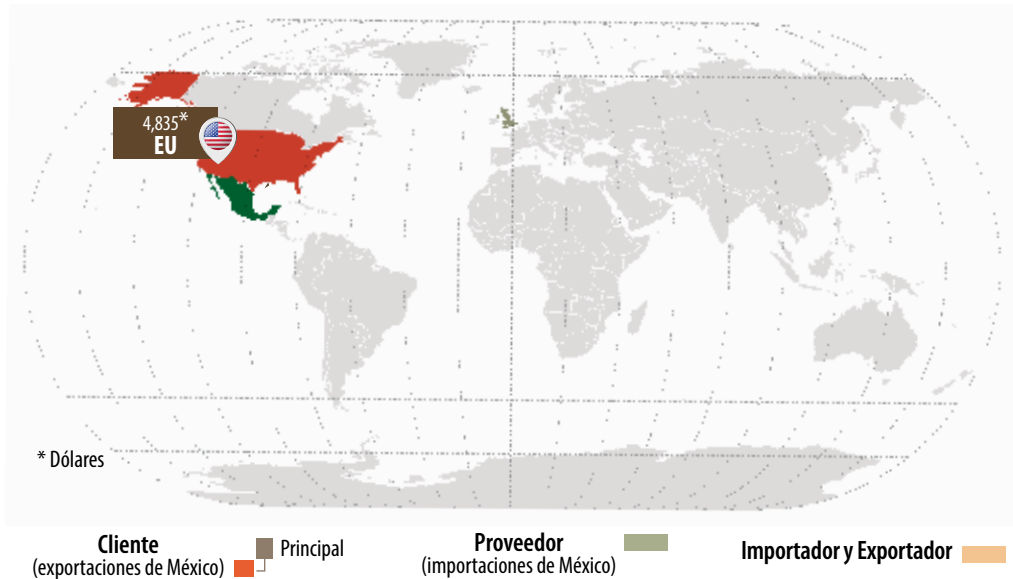 4,835*
EU
* Dólares
Cliente
(exportaciones de México)
Principal
Proveedor
(importaciones de México)
Importador y Exportador